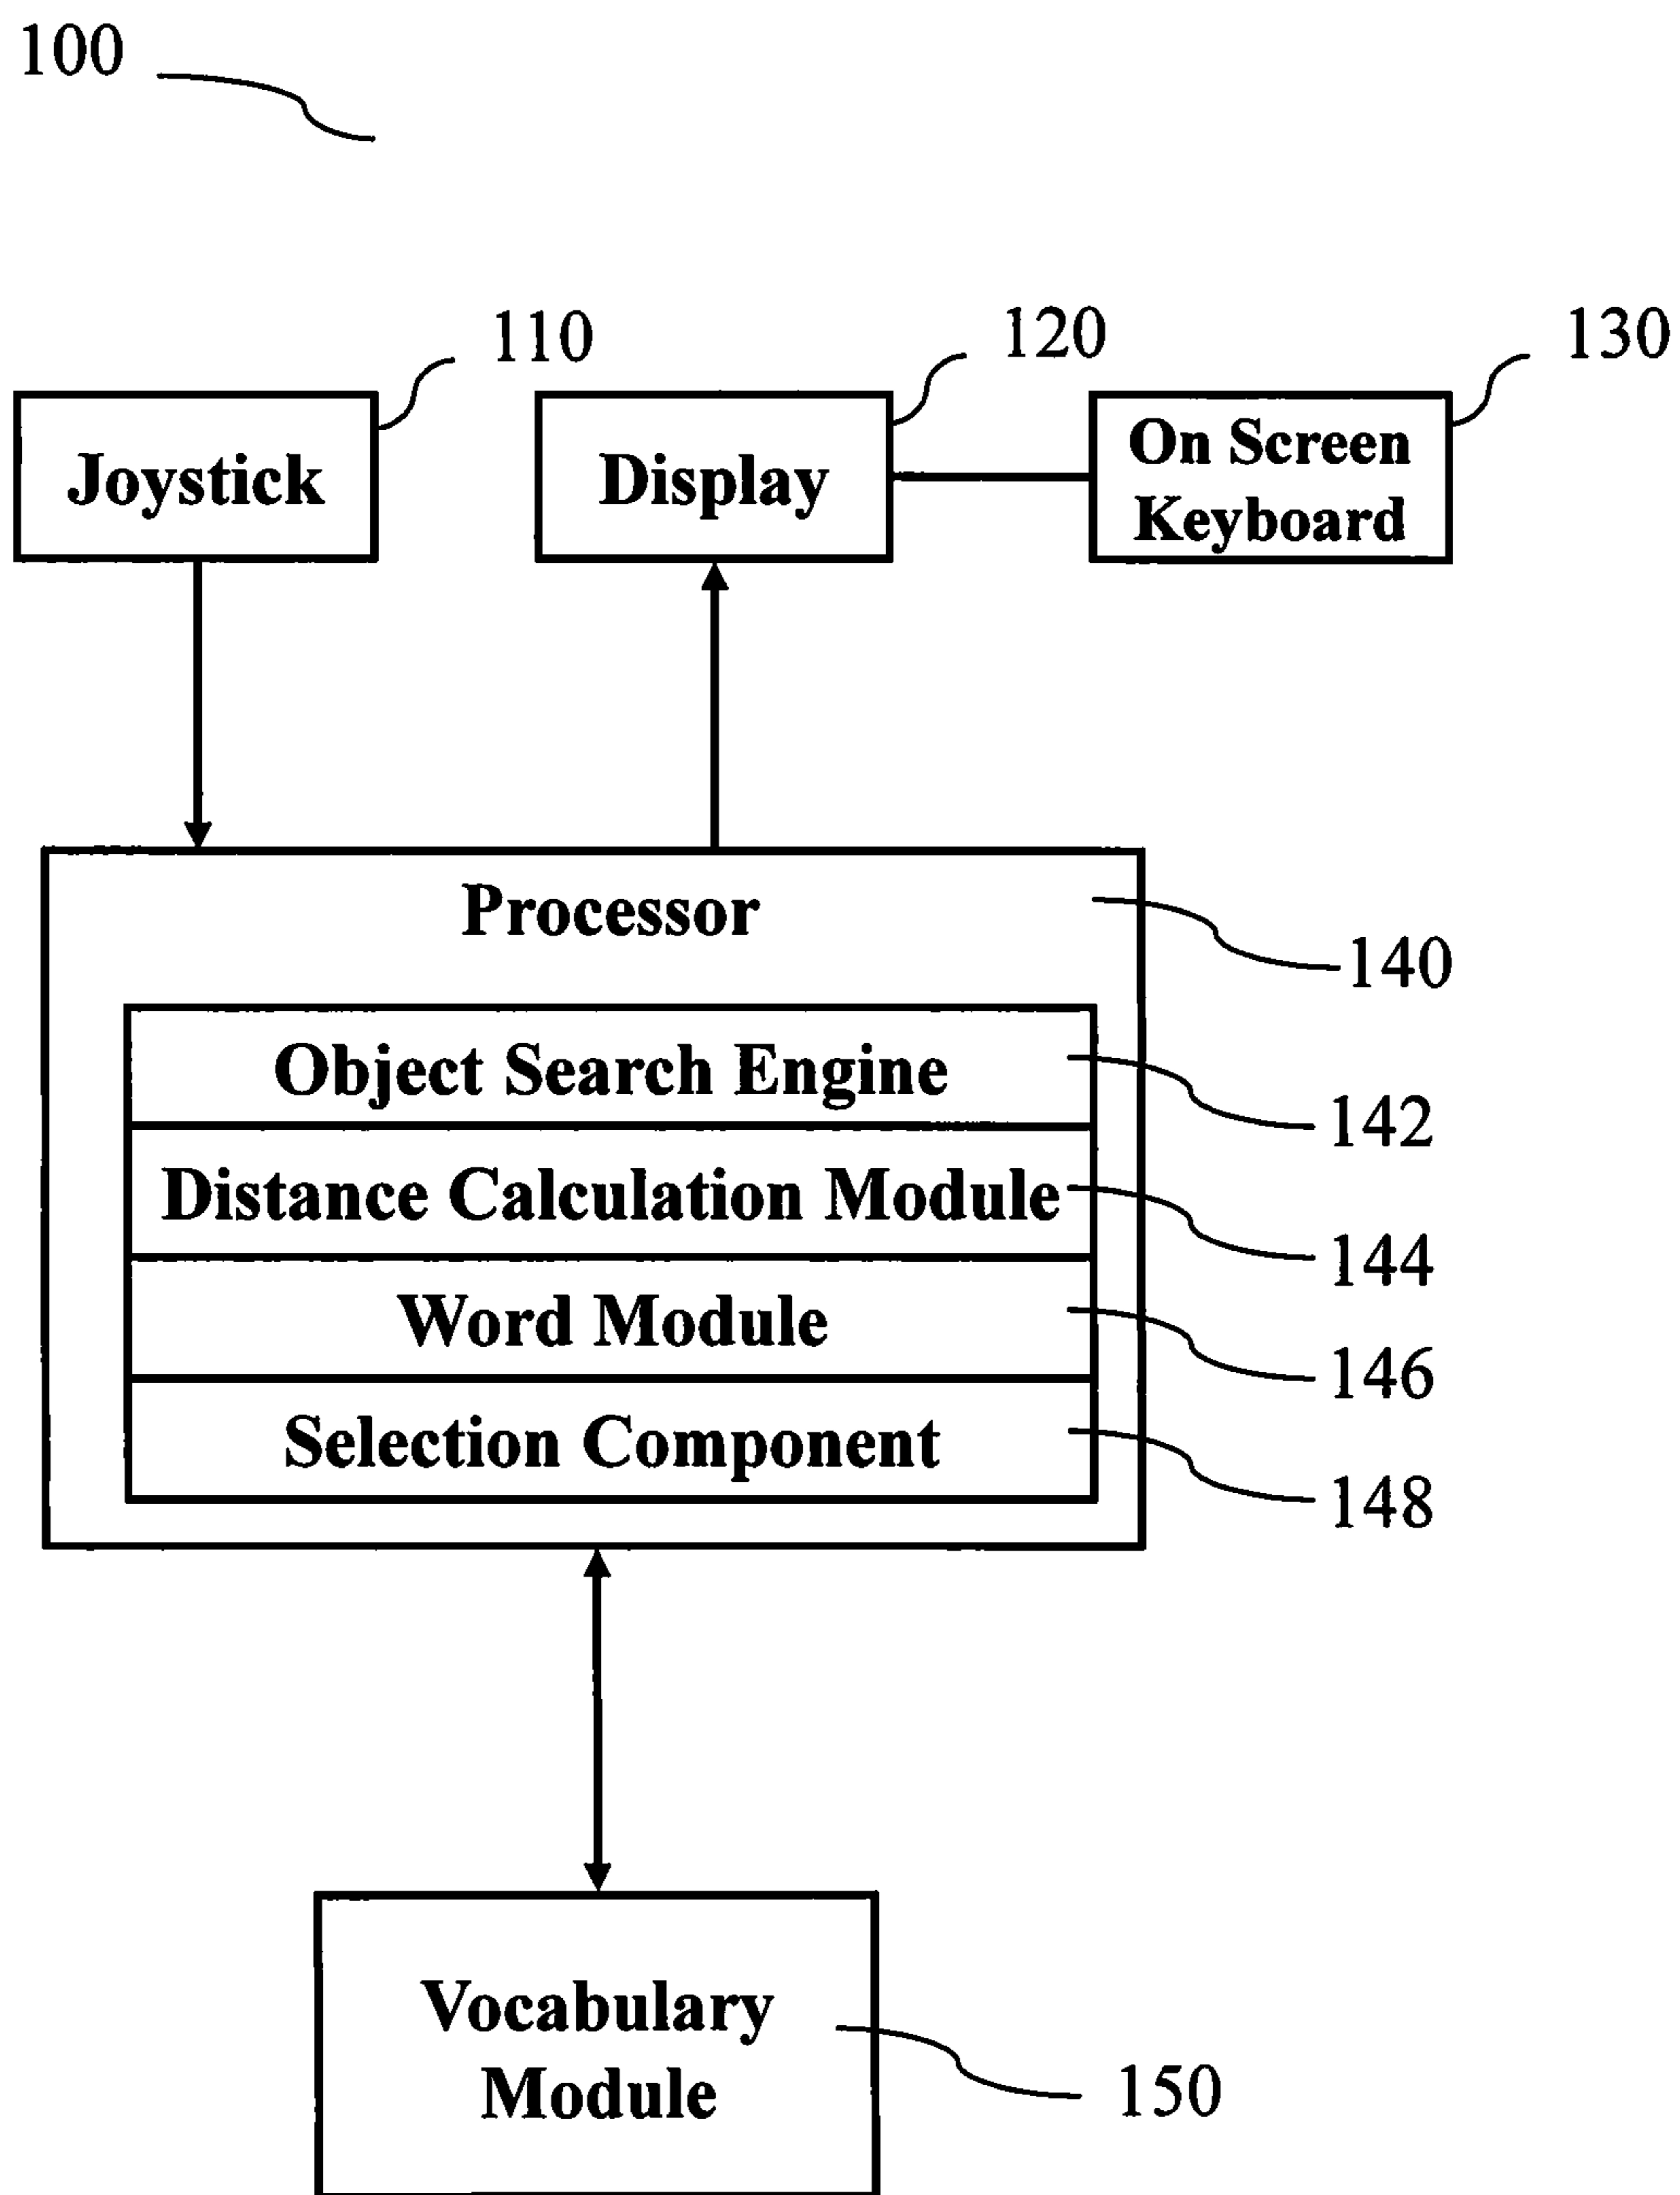 100
110
120
130
Joystick
Display
On Screen
Keyboard
Processor
140
Object Search Engine
142
Distance Calculation Module
144
Word Module
146
Selection Component
148
Vocabulary
Module
150